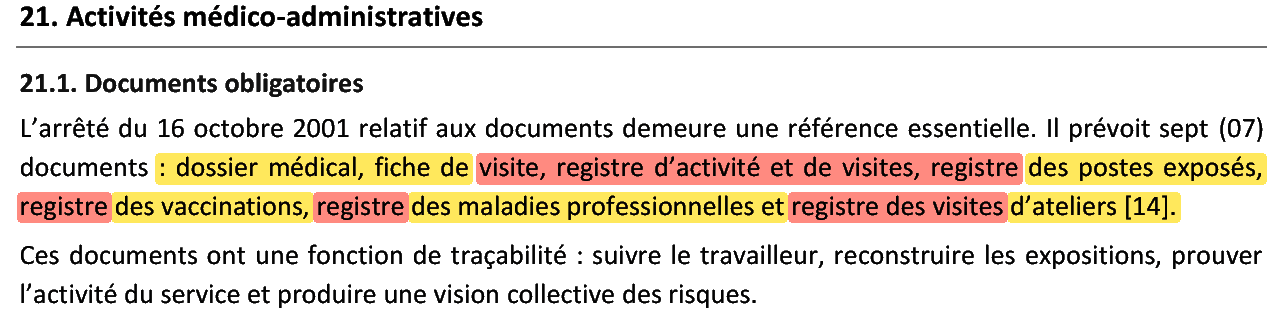 21. Activités médico-administratives
21.1. Documents obligatoires
L’arrêté du 16 octobre 2001 relatif aux documents demeure une référence essentielle. Il prévoit sept (07)
documents : dossier médical, fiche de visite, registre d’activité et de visites, registre des postes exposés,
registre des vaccinations, registre des maladies professionnelles et registre des visites d’ateliers [14].
Ces documents ont une fonction de traçabilité : suivre le travailleur, reconstruire les expositions, prouver
l’activité du service et produire une vision collective des risques.